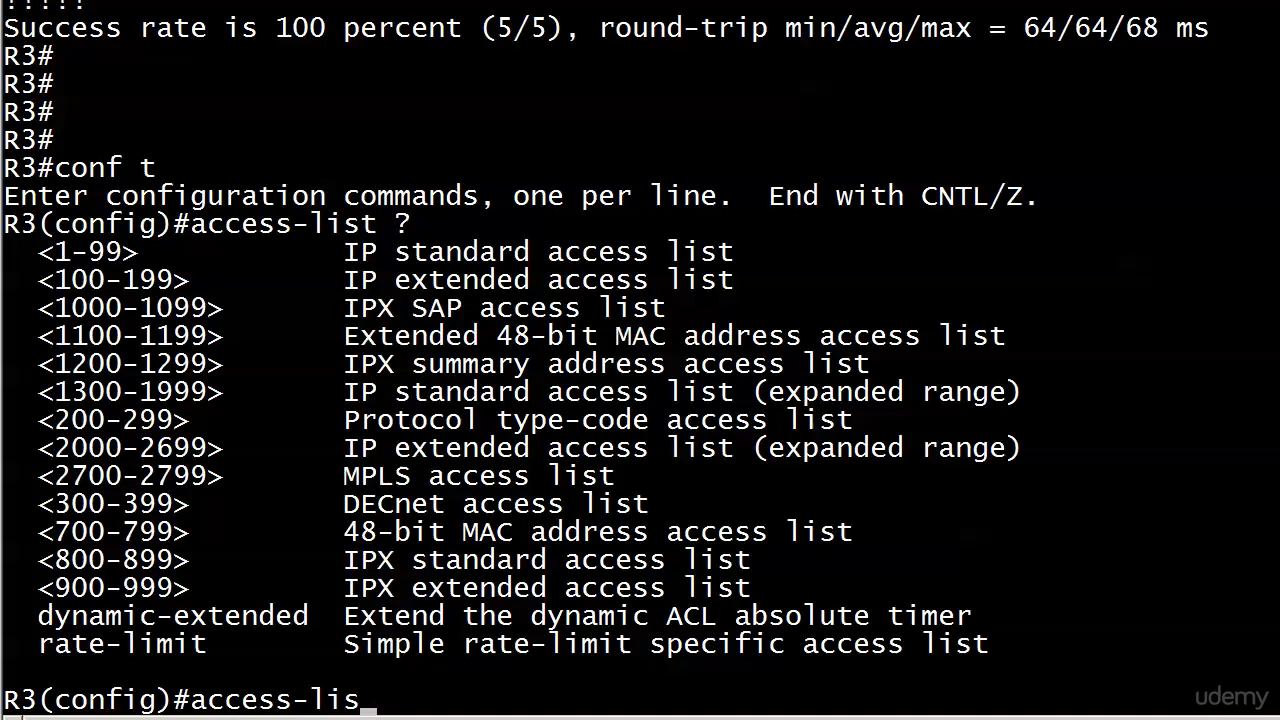 !!!!!
Success rate is 100 percent (5/5), round-trip min/avg/max = 64/64/68 ms
R3#
R3#
R3#
R3#
R3#conf t
Enter configuration commands, one per line.  End with CNTL/Z.
R3(config)#access-list ?
  <1-99>            IP standard access list
  <100-199>         IP extended access list
  <1000-1099>       IPX SAP access list
  <1100-1199>       Extended 48-bit MAC address access list
  <1200-1299>       IPX summary address access list
  <1300-1999>       IP standard access list (expanded range)
  <200-299>         Protocol type-code access list
  <2000-2699>       IP extended access list (expanded range)
  <2700-2799>       MPLS access list
  <300-399>         DECnet access list
  <700-799>         48-bit MAC address access list
  <800-899>         IPX standard access list
  <900-999>         IPX extended access list
  dynamic-extended  Extend the dynamic ACL absolute timer
  rate-limit        Simple rate-limit specific access list
R3(config)#access-lis_
udemy